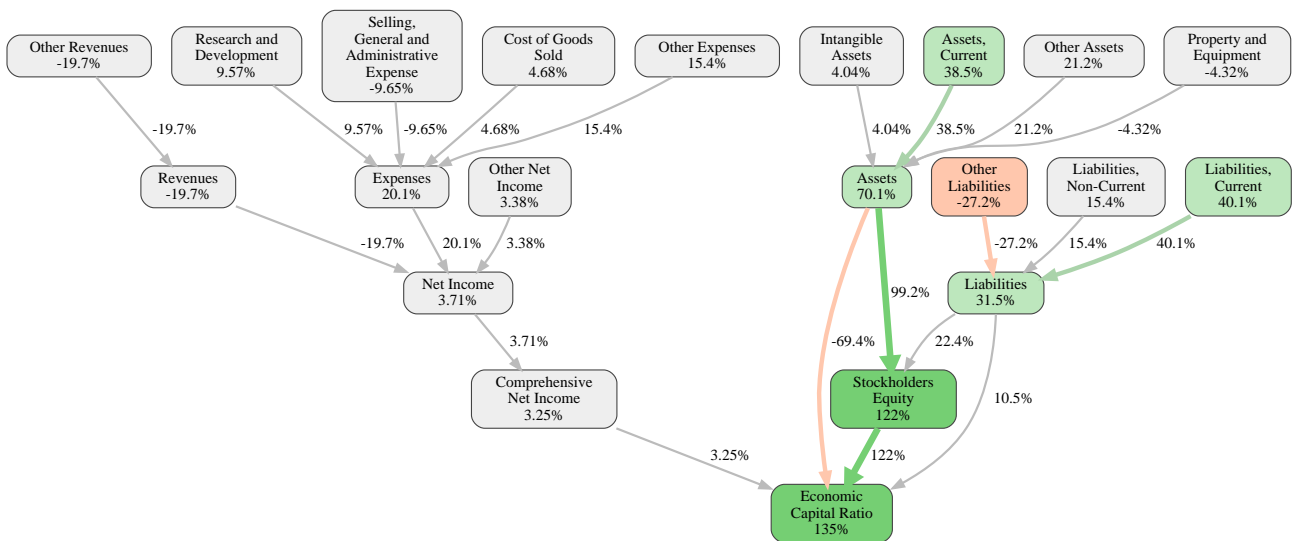 Other Revenues
-19.7%
Research and
Development
9.57%
Selling,
General and
Administrative
Expense
-9.65%
Cost of Goods
Sold
4.68%
Other Expenses
15.4%
Intangible
Assets
4.04%
Assets,
Current
38.5%
Other Assets
21.2%
Property and
Equipment
-4.32%
-19.7%
9.57%
-9.65%
4.68%
15.4%
4.04%
38.5%
21.2%
-4.32%
Revenues
-19.7%
Expenses
20.1%
Other Net
Income
3.38%
Assets
70.1%
Other
Liabilities
-27.2%
Liabilities,
Non-Current
15.4%
Liabilities,
Current
40.1%
-19.7%
20.1%
3.38%
-27.2%
15.4%
40.1%
Net Income
3.71%
99.2%
Liabilities
31.5%
3.71%
-69.4%
22.4%
Comprehensive
Net Income
3.25%
Stockholders
Equity
122%
10.5%
3.25%
122%
Economic
Capital Ratio
135%